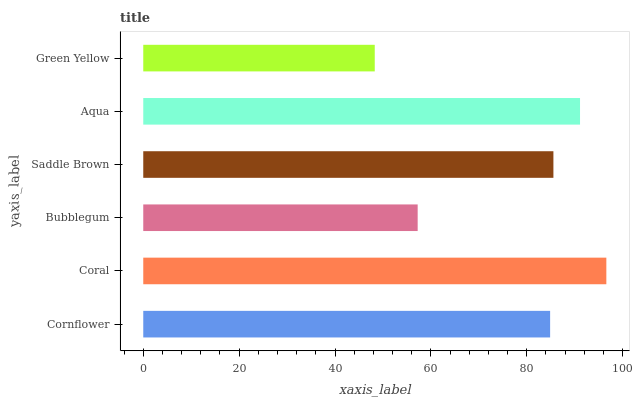 title
Green Yellow
Aqua
Saddle Brown
Bubblegum
Coral
Cornflower
yaxis_label
0 20 40 60 80 100
xaxis_label